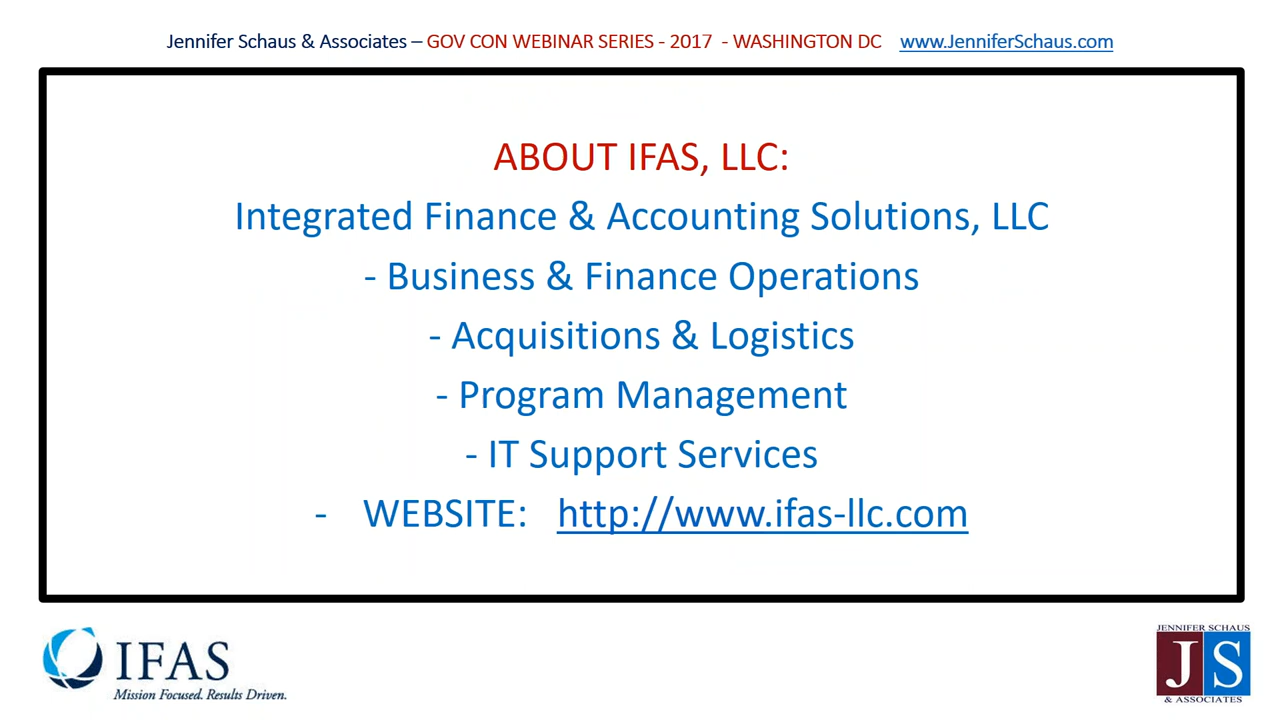 Jennifer Schaus & Associates – GOV CON WEBINAR SERIES - 2017 - WASHINGTON DC www.JenniferSchaus.com
ABOUT IFAS, LLC:
Integrated Finance & Accounting Solutions, LLC
- Business & Finance Operations
- Acquisitions & Logistics
- Program Management
- IT Support Services
- WEBSITE: http://www.ifas-llc.com
IFAS
Mission Focused. Results Driven.
JENNIFER SCHAUS
J S
& ASSOCIATES